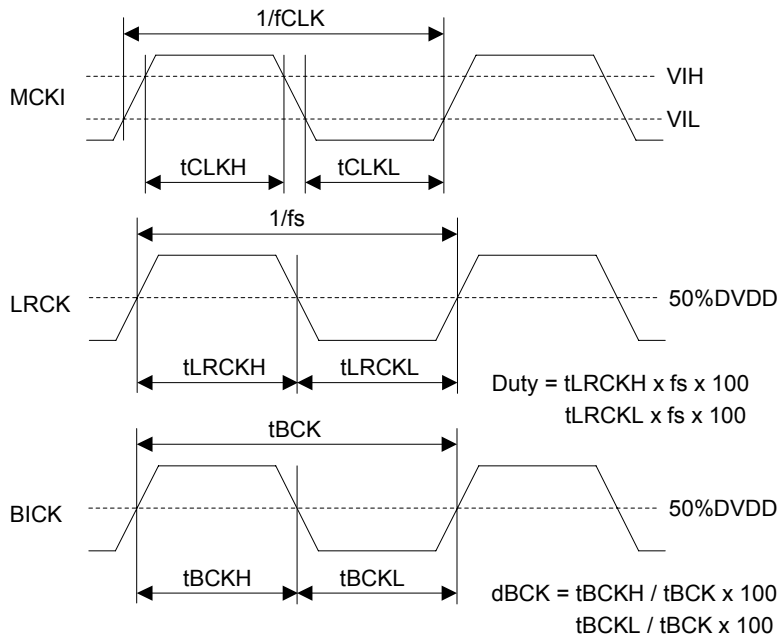 1/fCLK
MCKI
VIH
VIL
tCLKH
tCLKL
1/fs
LRCK
50%DVDD
tLRCKH
tLRCKL
Duty = tLRCKH x fs x 100
tLRCKL x fs x 100
tBCK
BICK
50%DVDD
tBCKH
tBCKL
dBCK = tBCKH / tBCK x 100
tBCKL / tBCK x 100